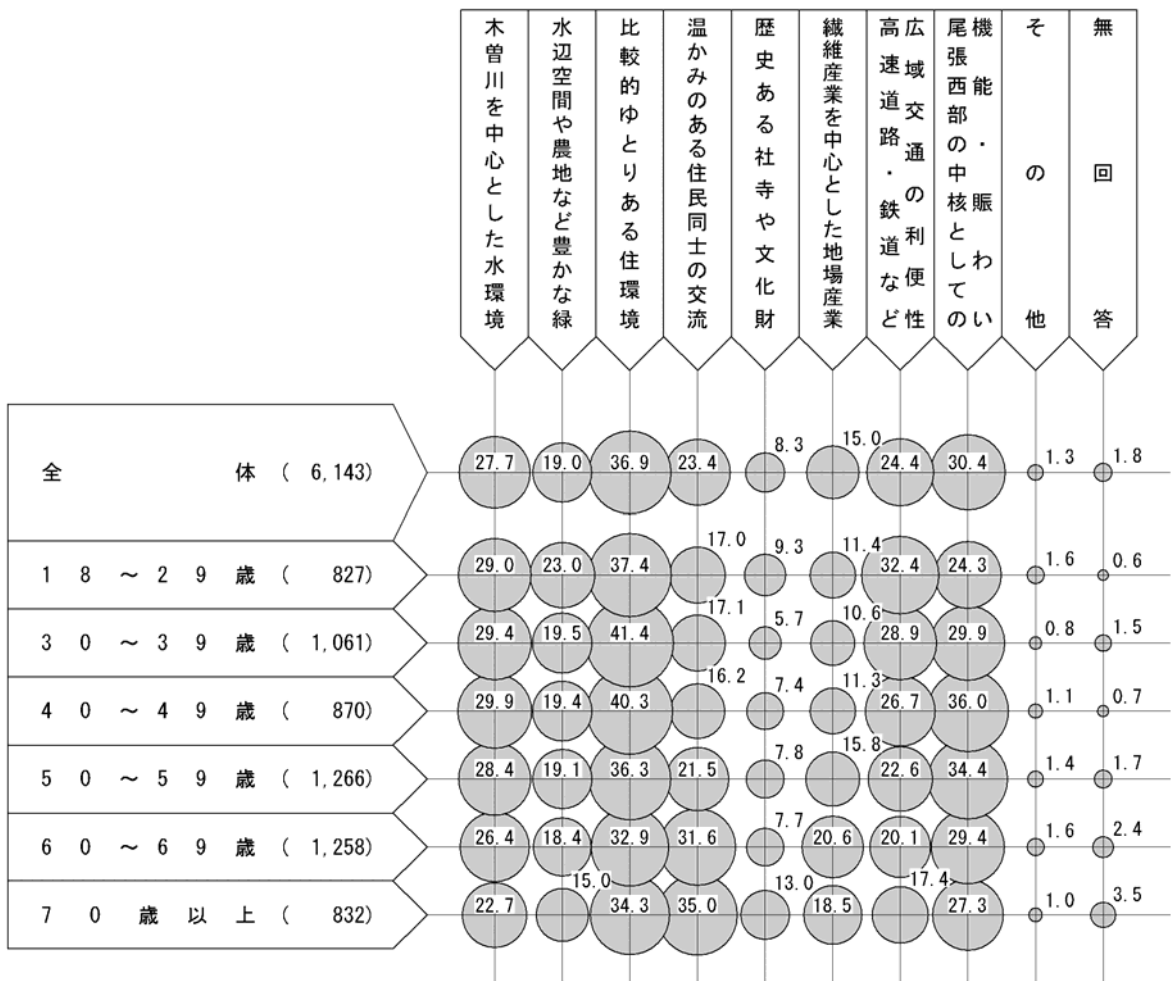 木曽川を中心とした水環境
水辺空間や農地など豊かな緑
比較的ゆとりある住環境
温かみのある住民同士の交流
歴史ある社寺や文化財
繊維産業を中心とした地場産業
高速道路・鉄道など
広域交通の利便性
尾張西部の中核としての
機能・賑わい
その他
無回答
全体(6,143) 27.7 19.0 36.9 23.4 8.3 15.0 24.4 30.4 1.3 1.8
18~29歳(827) 29.0 23.0 37.4 17.0 9.3 11.4 32.4 24.3 1.6 0.6
30~39歳(1,061) 29.4 19.5 41.4 17.1 5.7 10.6 28.9 29.9 0.8 1.5
40~49歳(870) 29.9 19.4 40.3 16.2 7.4 11.3 26.7 36.0 1.1 0.7
50~59歳(1,266) 28.4 19.1 36.3 21.5 7.8 15.8 22.6 34.4 1.4 1.7
60~69歳(1,258) 26.4 18.4 32.9 31.6 7.7 20.6 20.1 29.4 1.6 2.4
70歳以上(832) 22.7 15.0 34.3 35.0 13.0 18.5 17.4 27.3 1.0 3.5